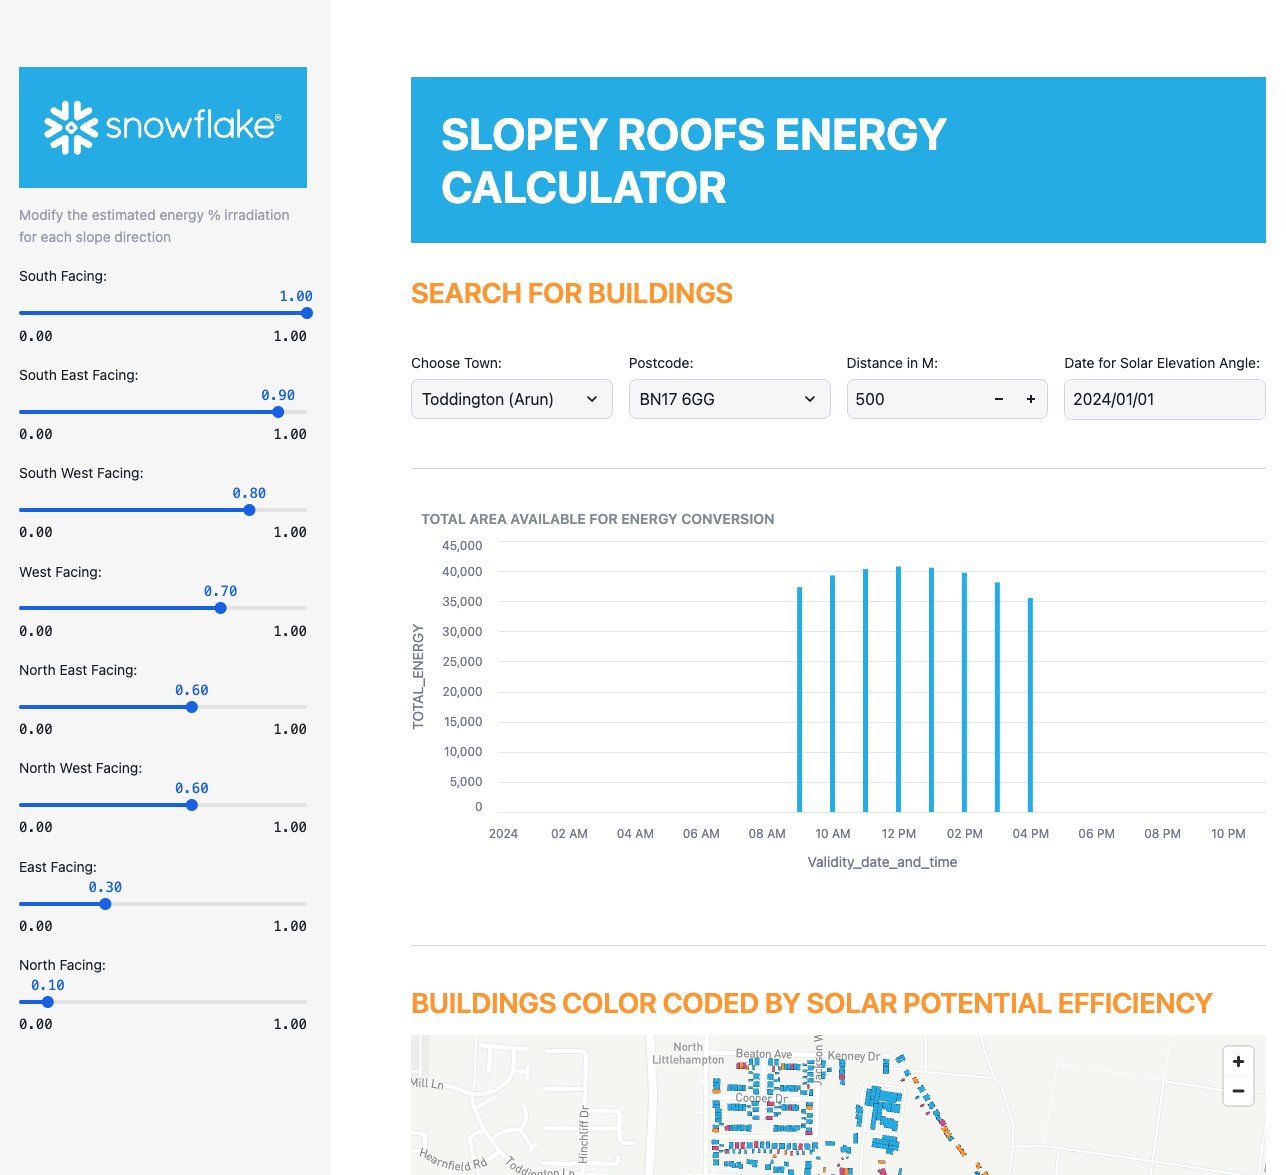 snowflake®
Modify the estimated energy % irradiation
for each slope direction
South Facing:
1.00
0.00 1.00
South East Facing:
0.90
0.00 1.00
South West Facing:
0.80
0.00 1.00
West Facing:
0.70
0.00 1.00
North East Facing:
0.60
0.00 1.00
North West Facing:
0.60
0.00 1.00
East Facing:
0.30
0.00 1.00
North Facing:
0.10
0.00 1.00
SLOPEY ROOFS ENERGY
CALCULATOR
SEARCH FOR BUILDINGS
Choose Town: Postcode: Distance in M: Date for Solar Elevation Angle:
Toddington (Arun) BN17 6GG 500 − + 2024/01/01
TOTAL AREA AVAILABLE FOR ENERGY CONVERSION
TOTAL_ENERGY
45,000
40,000
35,000
30,000
25,000
20,000
15,000
10,000
5,000
0
2024 02 AM 04 AM 06 AM 08 AM 10 AM 12 PM 02 PM 04 PM 06 PM 08 PM 10 PM
Validity_date_and_time
BUILDINGS COLOR CODED BY SOLAR POTENTIAL EFFICIENCY
North
Littlehampton
Beaton Ave
Jackson W
Kenney Dr
Mill Ln
Cooper Dr
Hinchliff Dr
Hearnfield Rd
Toddington Ln
+
−